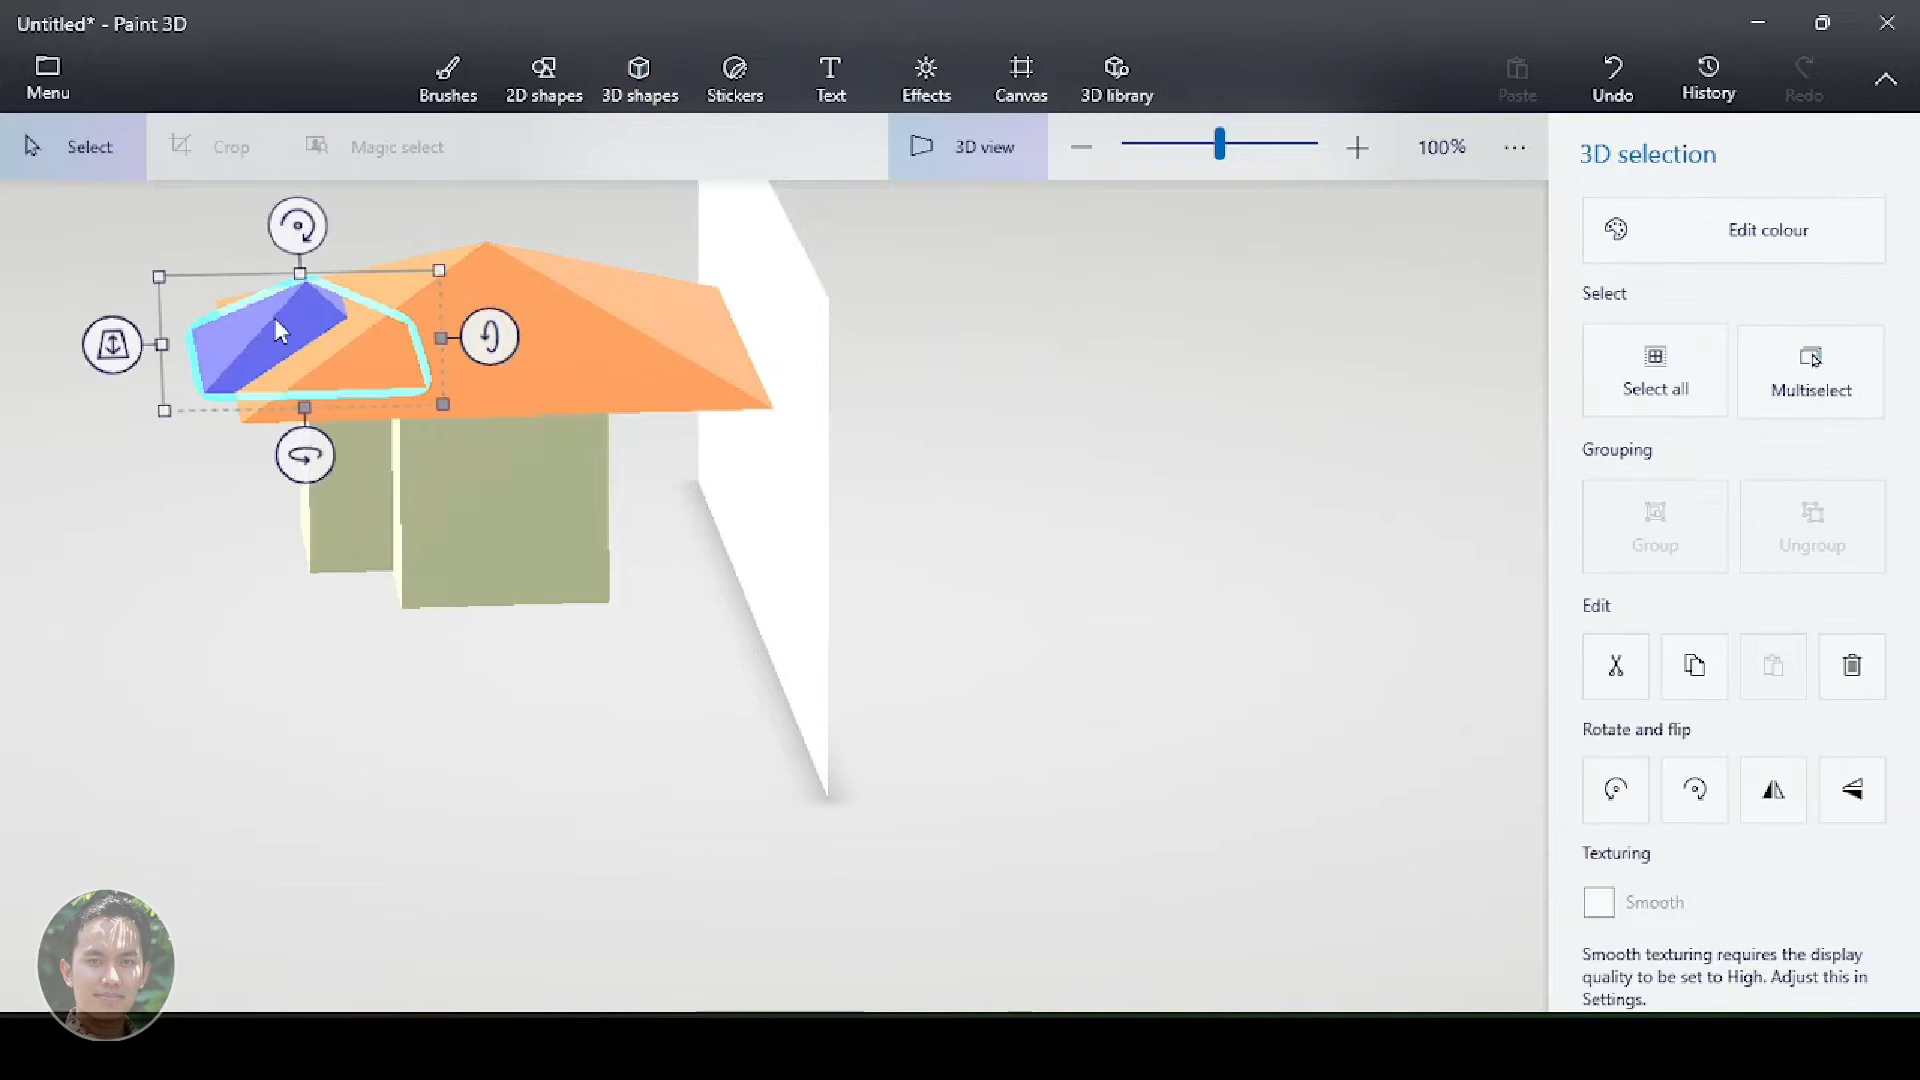 Untitled* - Paint 3D
Menu
Brushes
2D shapes
3D shapes
Stickers
Text
Effects
Canvas
3D library
Paste
Undo
History
Redo
Select
Crop
Magic select
3D view
100%
3D selection
Edit colour
Select
Select all
Multiselect
Grouping
Group
Ungroup
Edit
Rotate and flip
Texturing
Smooth
Smooth texturing requires the display
quality to be set to High. Adjust this in
Settings.